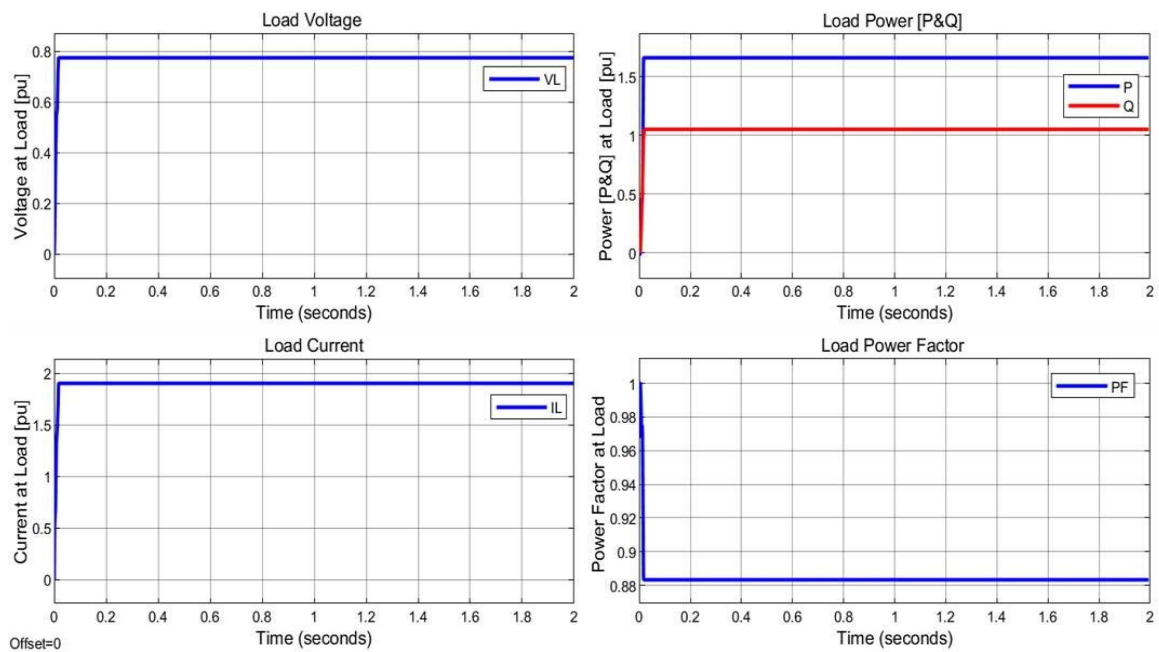 Load Voltage
Voltage at Load [pu]
0.8
0.6
0.4
0.2
0
VL
0 0.2 0.4 0.6 0.8 1 1.2 1.4 1.6 1.8 2
Time (seconds)
Load Power [P&Q]
Power [P&Q] at Load [pu]
1.5
1
0.5
0
P
Q
0 0.2 0.4 0.6 0.8 1 1.2 1.4 1.6 1.8 2
Time (seconds)
Load Current
Current at Load [pu]
2
1.5
1
0.5
0
IL
0 0.2 0.4 0.6 0.8 1 1.2 1.4 1.6 1.8 2
Time (seconds)
Load Power Factor
Power Factor at Load
1
0.98
0.96
0.94
0.92
0.9
0.88
PF
0 0.2 0.4 0.6 0.8 1 1.2 1.4 1.6 1.8 2
Time (seconds)
Offset=0